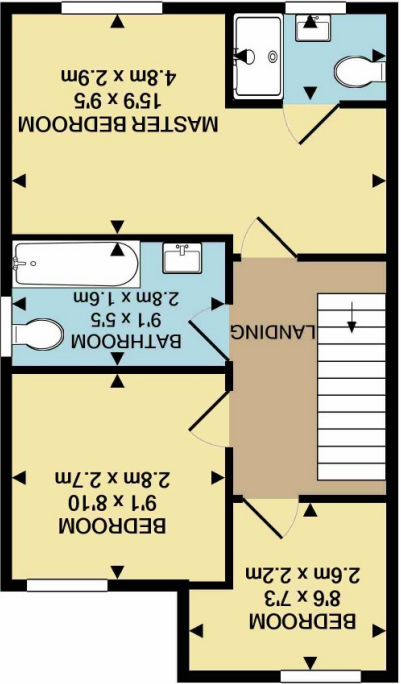 BEDROOM
8'6 x 7'3
2.6m x 2.2m
BEDROOM
9'1 x 8'10
2.8m x 2.7m
LANDING
BATHROOM
9'1 x 5'5
2.8m x 1.6m
MASTER BEDROOM
15'9 x 9'5
4.8m x 2.9m